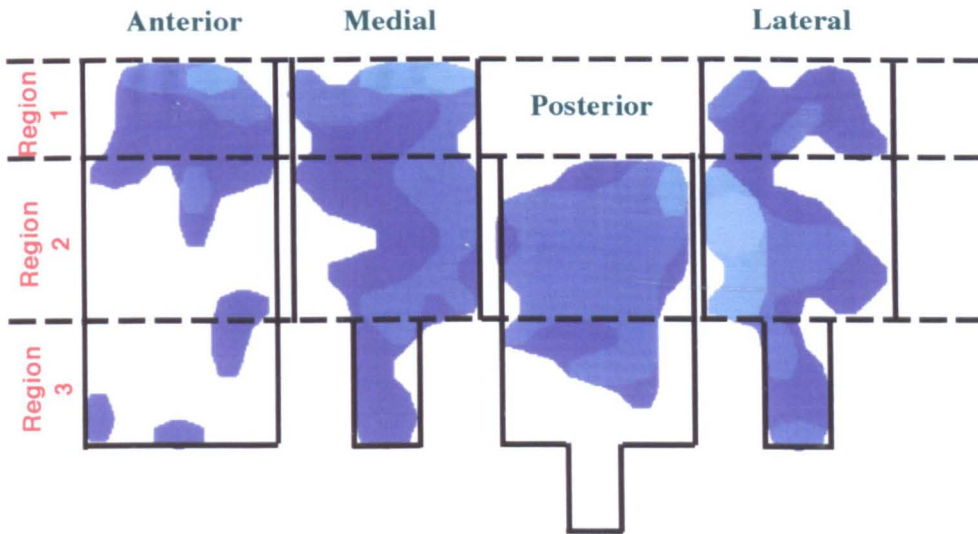 Anterior
Medial
Lateral
Posterior
Region
1
Region
2
Region
3